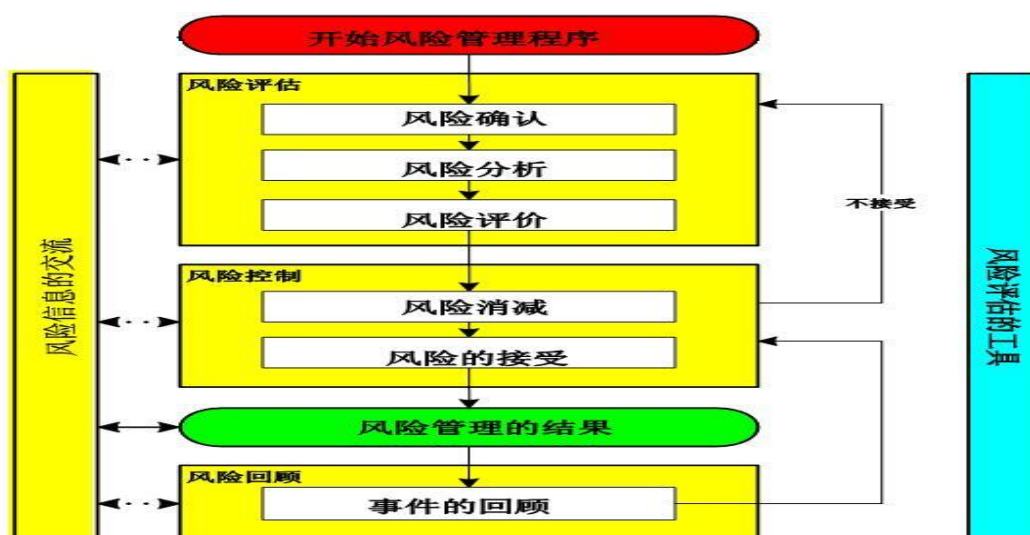 开始风险管理程序
风险评估
风险确认
风险分析
风险评价
不接受
风险控制
风险消减
风险的接受
风险管理的结果
风险回顾
事件的回顾
风险信息的交流
风险评估的工具